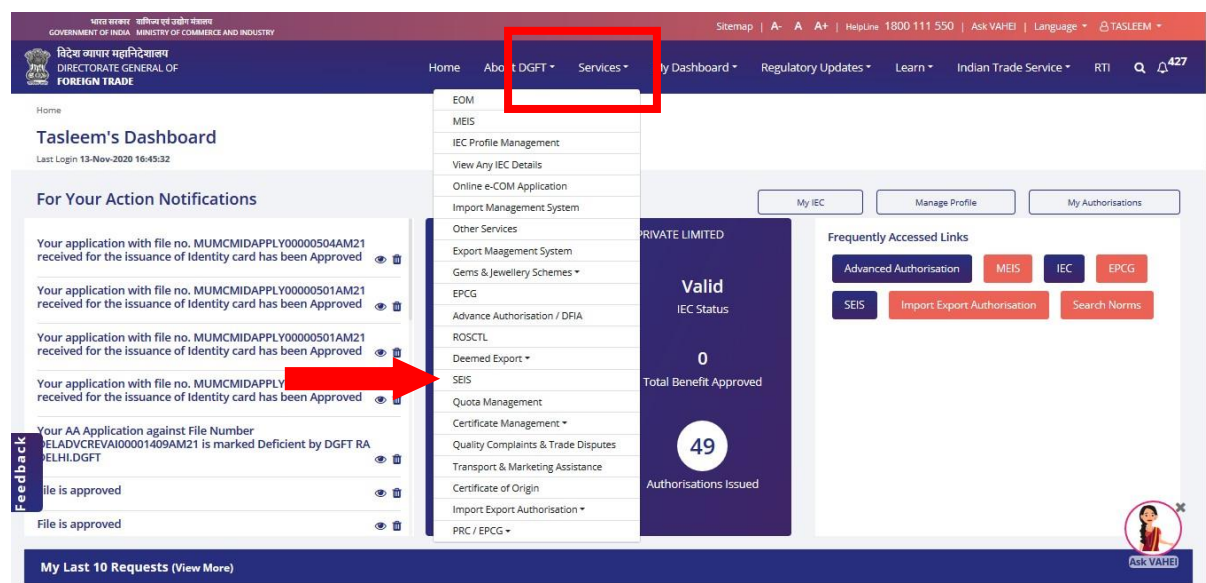 भारत सरकार वाणिज्य एवं उद्योग मंत्रालय
GOVERNMENT OF INDIA MINISTRY OF COMMERCE AND INDUSTRY
Sitemap | A- A A+ | HelpLine 1800 111 550 | Ask VAHEI | Language TASLEEM
विदेश व्यापार महानिदेशालय
DIRECTORATE GENERAL OF
FOREIGN TRADE
Home About DGFT Services My Dashboard Regulatory Updates Learn Indian Trade Service RTI 427
Home
Tasleem's Dashboard
Last Login 13-Nov-2020 16:45:32
EOM
MEIS
IEC Profile Management
View Any IEC Details
Online e-COM Application
Import Management System
Other Services
Export Maagement System
Gems & Jewellery Schemes
EPCG
Advance Authorisation / DFIA
ROSCTL
Deemed Export
SEIS
Quota Management
Certificate Management
Quality Complaints & Trade Disputes
Transport & Marketing Assistance
Certificate of Origin
Import Export Authorisation
PRC / EPCG
For Your Action Notifications
Your application with file no. MUMCMIDAPPLY00000504AM21
received for the issuance of Identity card has been Approved
Your application with file no. MUMCMIDAPPLY00000501AM21
received for the issuance of Identity card has been Approved
Your application with file no. MUMCMIDAPPLY00000501AM21
received for the issuance of Identity card has been Approved
Your application with file no. MUMCMIDAPPLY
received for the issuance of Identity card has been Approved
Your AA Application against File Number
DELADVCREVAI00001409AM21 is marked Deficient by DGFT RA
DELHI.DGFT
File is approved
File is approved
Feedback
PRIVATE LIMITED
Valid
IEC Status
0
Total Benefit Approved
49
Authorisations Issued
My IEC Manage Profile My Authorisations
Frequently Accessed Links
Advanced Authorisation MEIS IEC EPCG
SEIS Import Export Authorisation Search Norms
Ask VAHEI
My Last 10 Requests (View More)